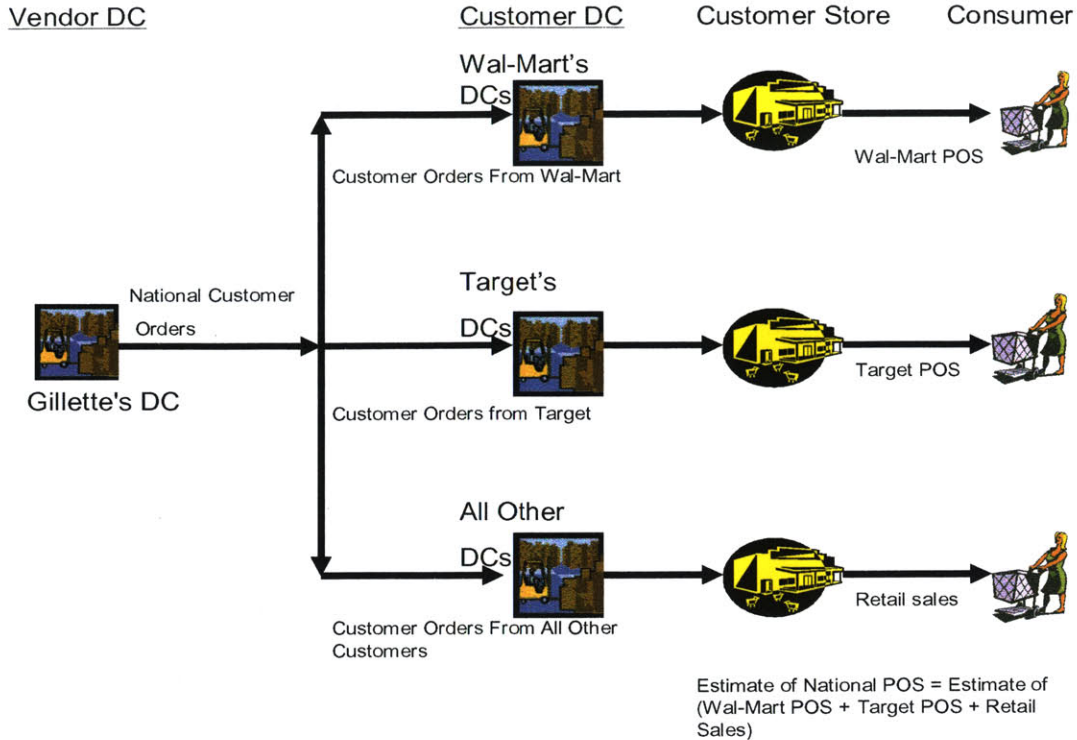 Vendor DC
Customer DC
Customer Store
Consumer
Wal-Mart's
DCs
Wal-Mart POS
Customer Orders From Wal-Mart
National Customer
Orders
Gillette's DC
Target's
DCs
Target POS
Customer Orders from Target
All Other
DCs
Retail sales
Customer Orders From All Other
Customers
Estimate of National POS = Estimate of
(Wal-Mart POS + Target POS + Retail
Sales)